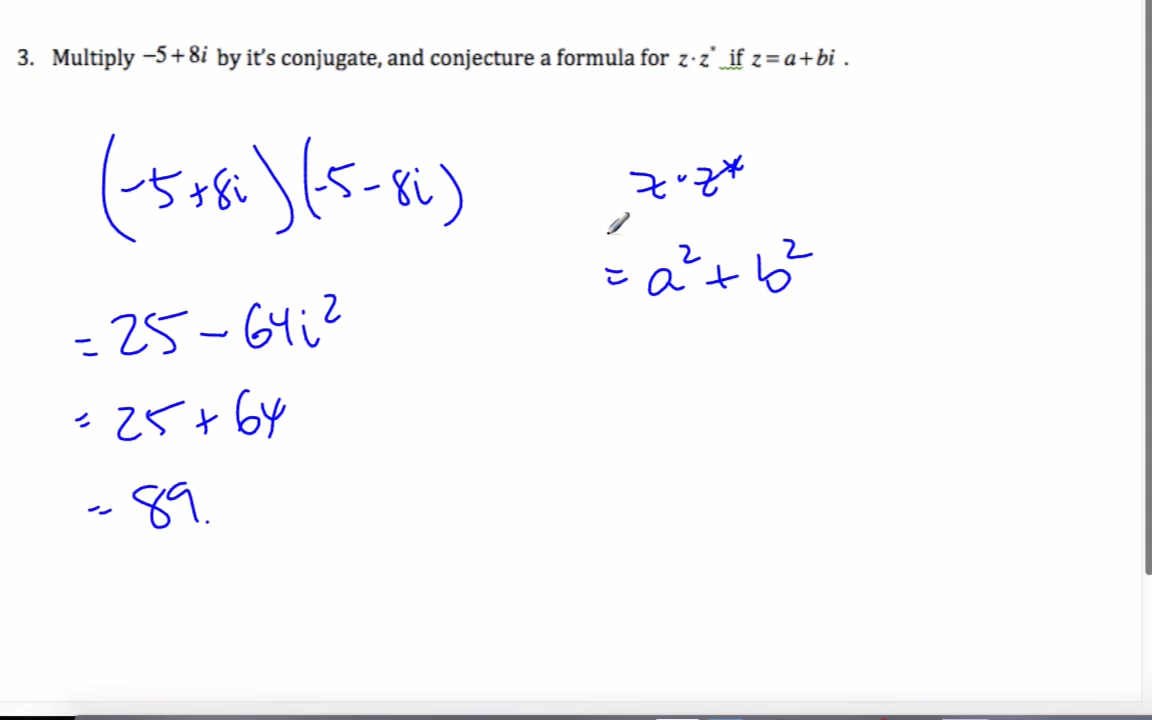 3. Multiply −5+8i by it's conjugate, and conjecture a formula for z·z* if z=a+bi .
(-5+8i)(-5-8i)
= 25 - 64i²
= 25 + 64
= 89.
z·z*
= a² + b²